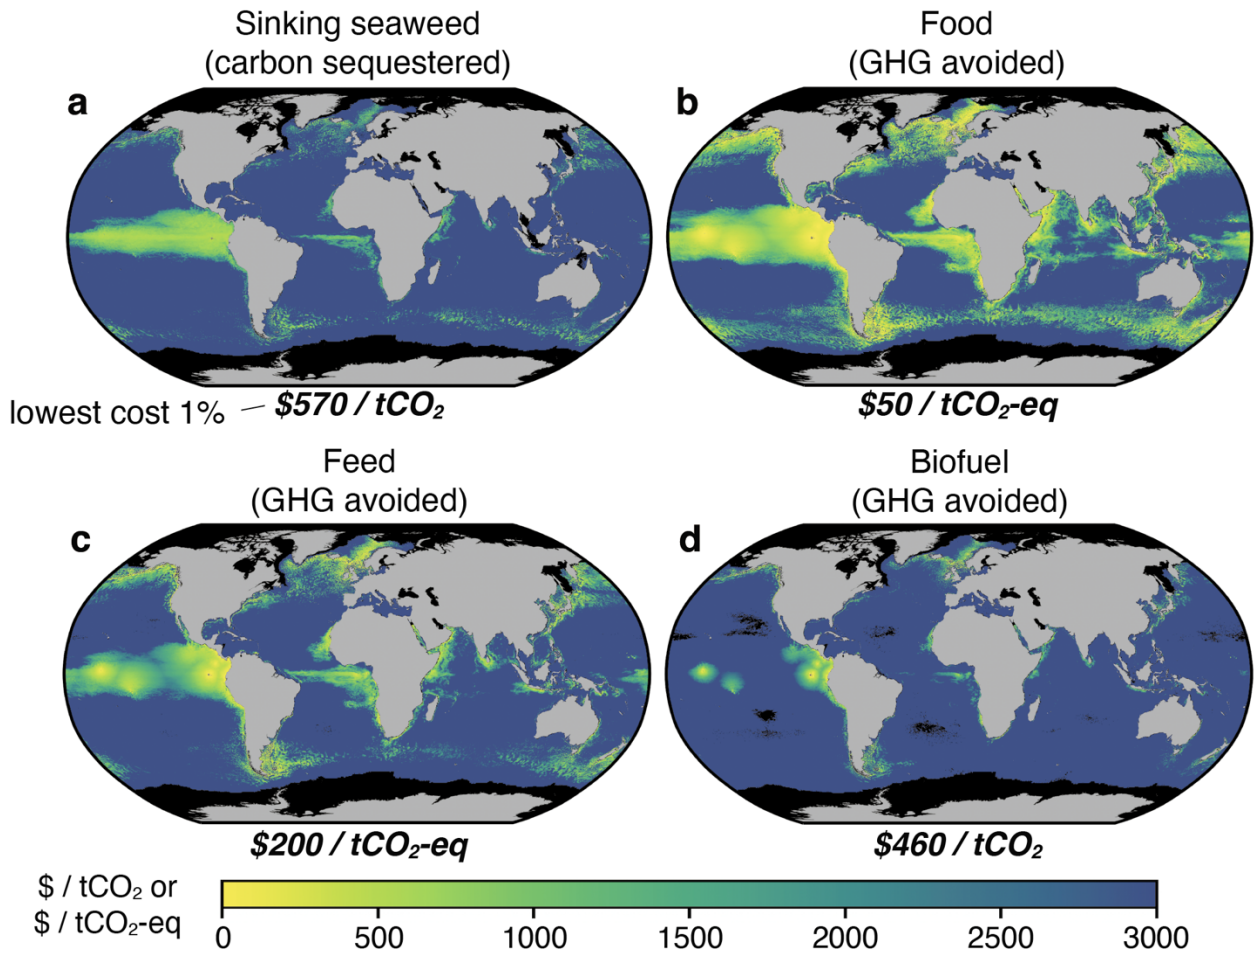 Sinking seaweed
(carbon sequestered)
Food
(GHG avoided)
a
b
lowest cost 1%
$570 / tCO₂
$50 / tCO₂-eq
Feed
(GHG avoided)
Biofuel
(GHG avoided)
c
d
$200 / tCO₂-eq
$460 / tCO₂
$ / tCO₂ or
$ / tCO₂-eq
0 500 1000 1500 2000 2500 3000